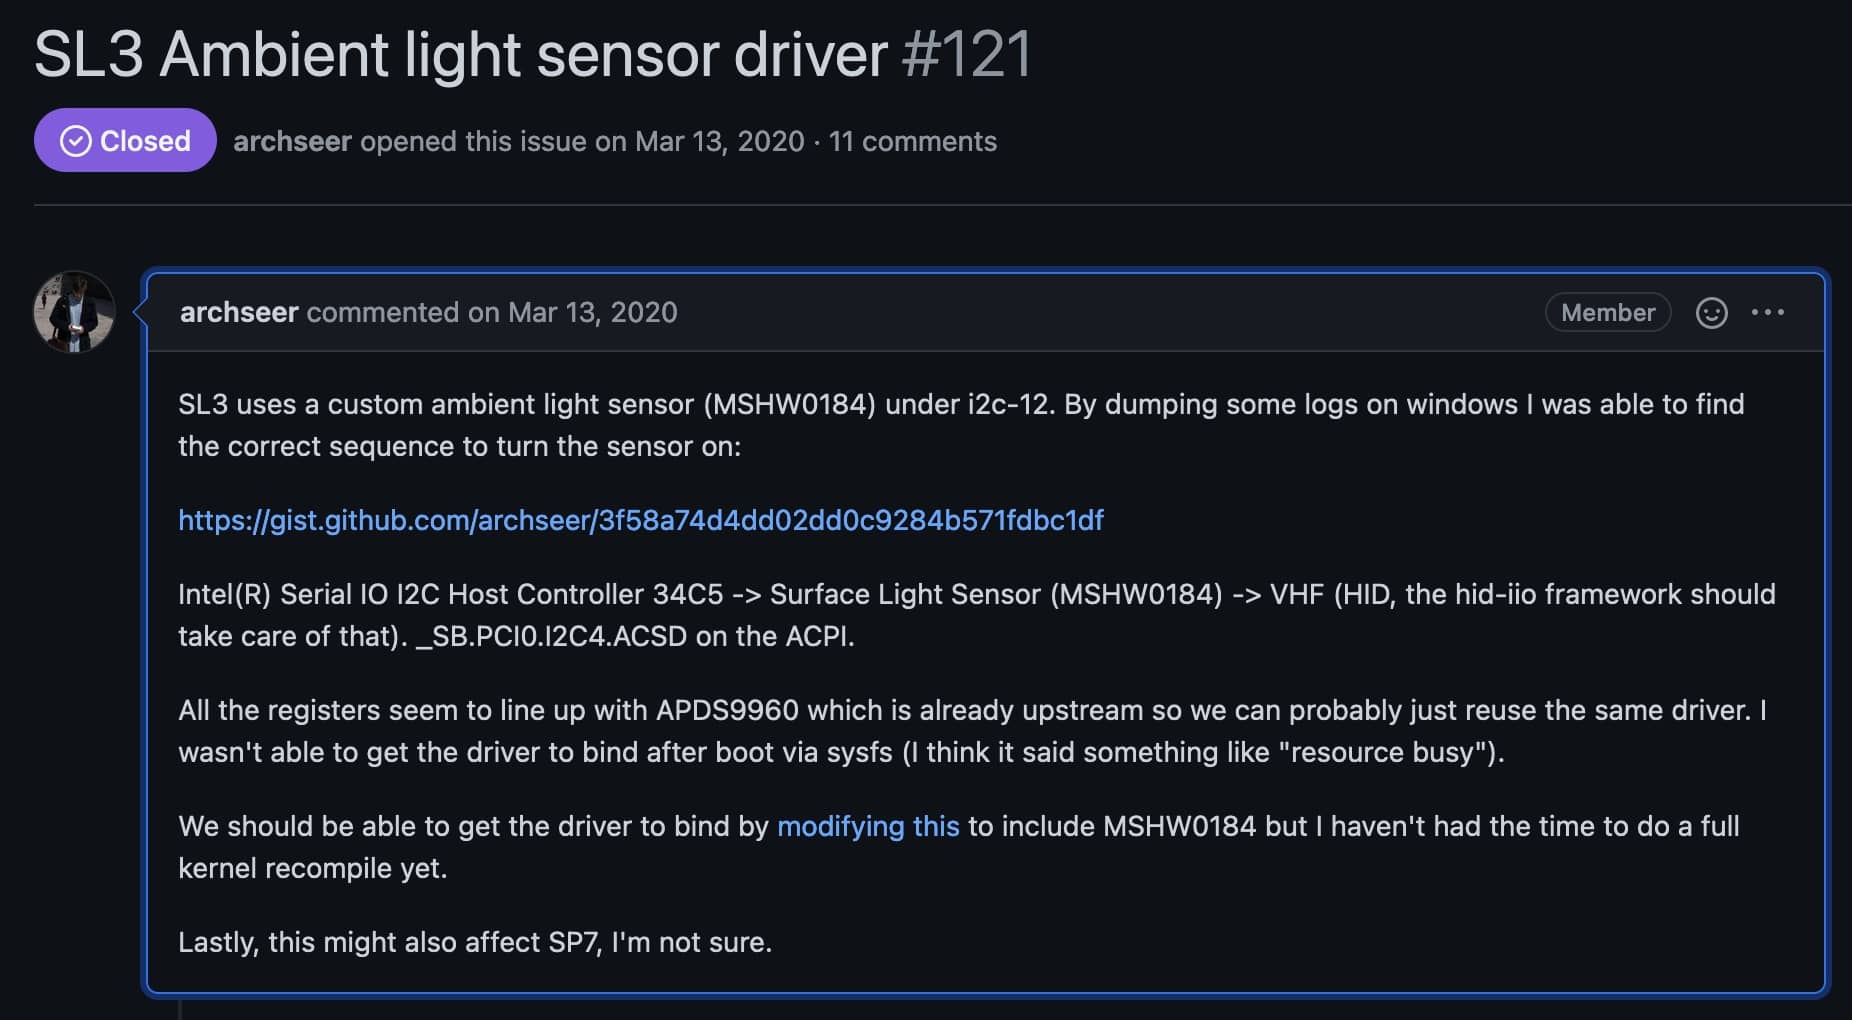 SL3 Ambient light sensor driver #121
Closed archseer opened this issue on Mar 13, 2020 · 11 comments
archseer commented on Mar 13, 2020 Member
SL3 uses a custom ambient light sensor (MSHW0184) under i2c-12. By dumping some logs on windows I was able to find
the correct sequence to turn the sensor on:
https://gist.github.com/archseer/3f58a74d4dd02dd0c9284b571fdbc1df
Intel(R) Serial IO I2C Host Controller 34C5 -> Surface Light Sensor (MSHW0184) -> VHF (HID, the hid-iio framework should
take care of that). _SB.PCI0.I2C4.ACSD on the ACPI.
All the registers seem to line up with APDS9960 which is already upstream so we can probably just reuse the same driver. I
wasn't able to get the driver to bind after boot via sysfs (I think it said something like "resource busy").
We should be able to get the driver to bind by modifying this to include MSHW0184 but I haven't had the time to do a full
kernel recompile yet.
Lastly, this might also affect SP7, I'm not sure.